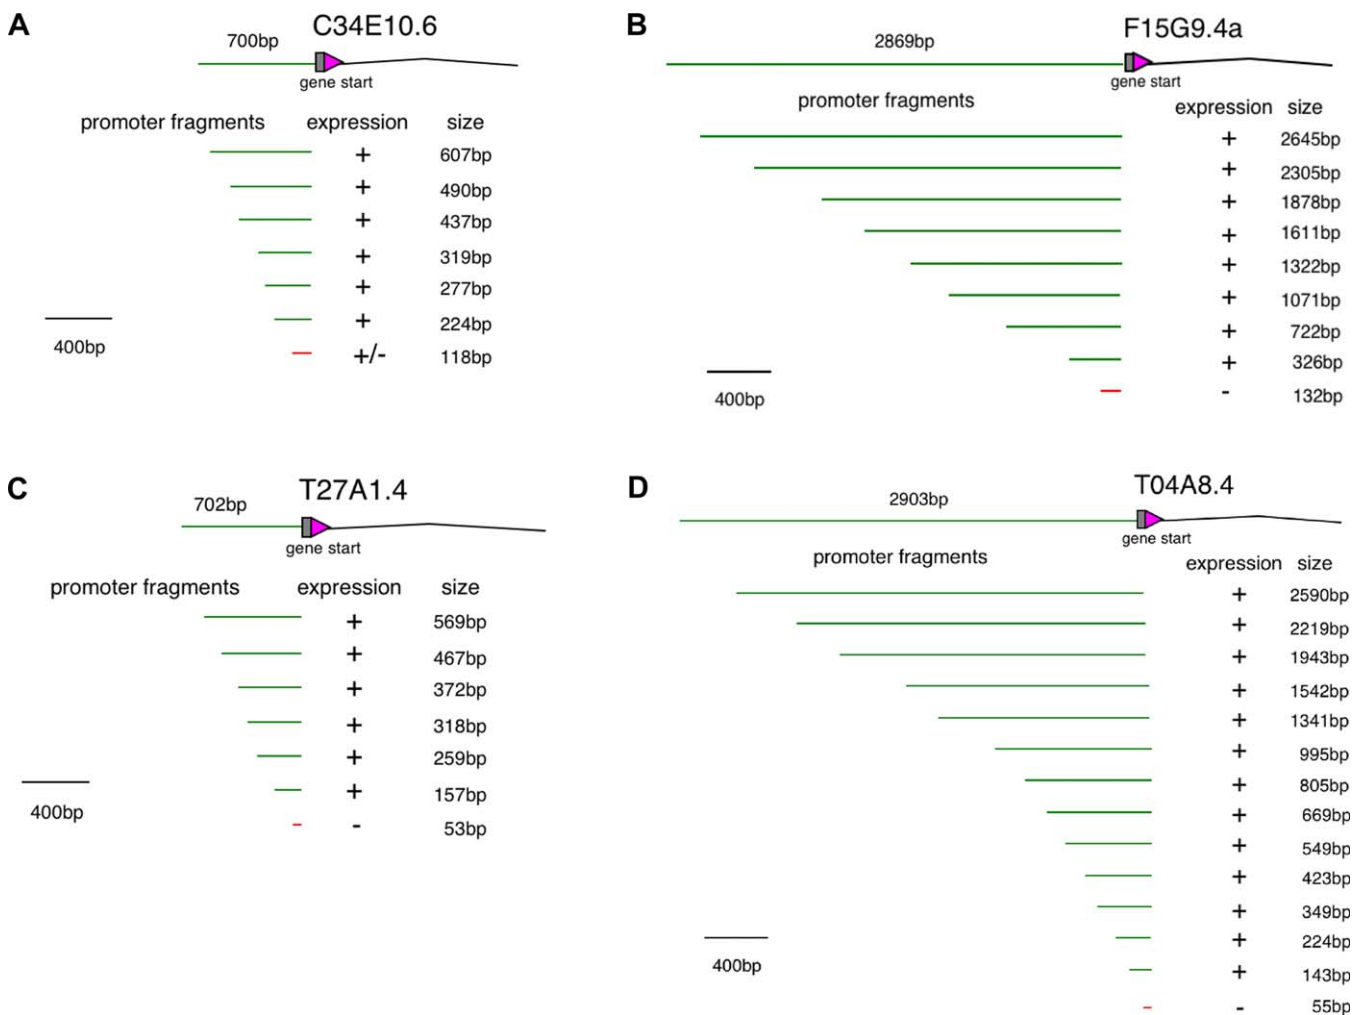 A
C34E10.6
700bp
gene start
promoter fragments expression size
+ 607bp
+ 490bp
+ 437bp
+ 319bp
+ 277bp
+ 224bp
+/- 118bp
400bp
B
F15G9.4a
2869bp
gene start
promoter fragments
expression size
+ 2645bp
+ 2305bp
+ 1878bp
+ 1611bp
+ 1322bp
+ 1071bp
+ 722bp
+ 326bp
- 132bp
400bp
C
T27A1.4
702bp
gene start
promoter fragments expression size
+ 569bp
+ 467bp
+ 372bp
+ 318bp
+ 259bp
+ 157bp
- 53bp
400bp
D
T04A8.4
2903bp
gene start
promoter fragments
expression size
+ 2590bp
+ 2219bp
+ 1943bp
+ 1542bp
+ 1341bp
+ 995bp
+ 805bp
+ 669bp
+ 549bp
+ 423bp
+ 349bp
+ 224bp
+ 143bp
- 55bp
400bp